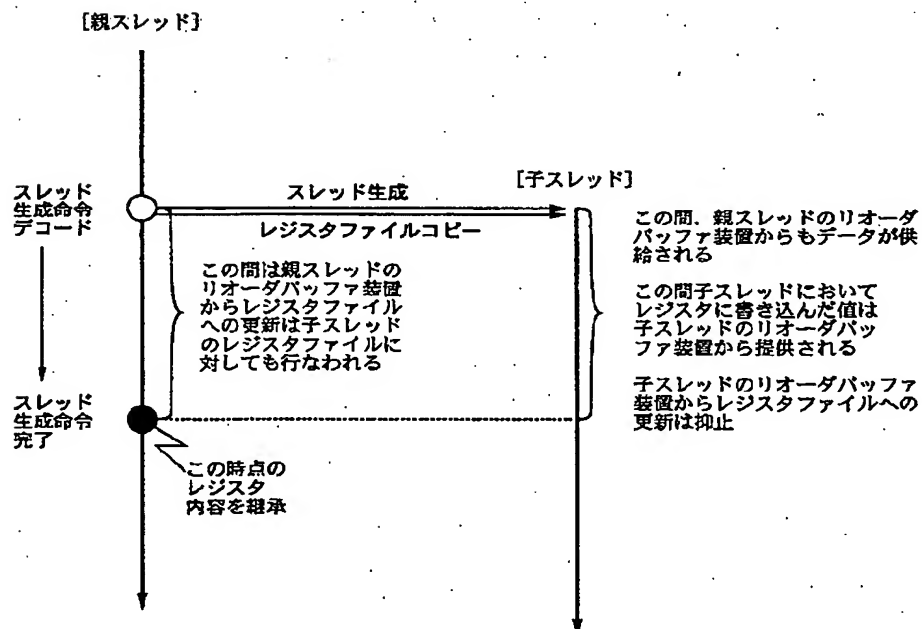 [親スレッド]
スレッド
生成命令
デコード
スレッド生成
レジスタファイルコピー
[子スレッド]
この間は親スレッドの
リオーダバッファ装置
からレジスタファイル
への更新は子スレッド
のレジスタファイルに
対しても行なわれる
この間、親スレッドのリオーダ
バッファ装置からもデータが供
給される
この間子スレッドにおいて
レジスタに書き込んだ値は
子スレッドのリオーダバッ
ファ装置から提供される
子スレッドのリオーダバッファ
装置からレジスタファイルへの
更新は抑止
スレッド
生成命令
完了
この時点の
レジスタ
内容を継承